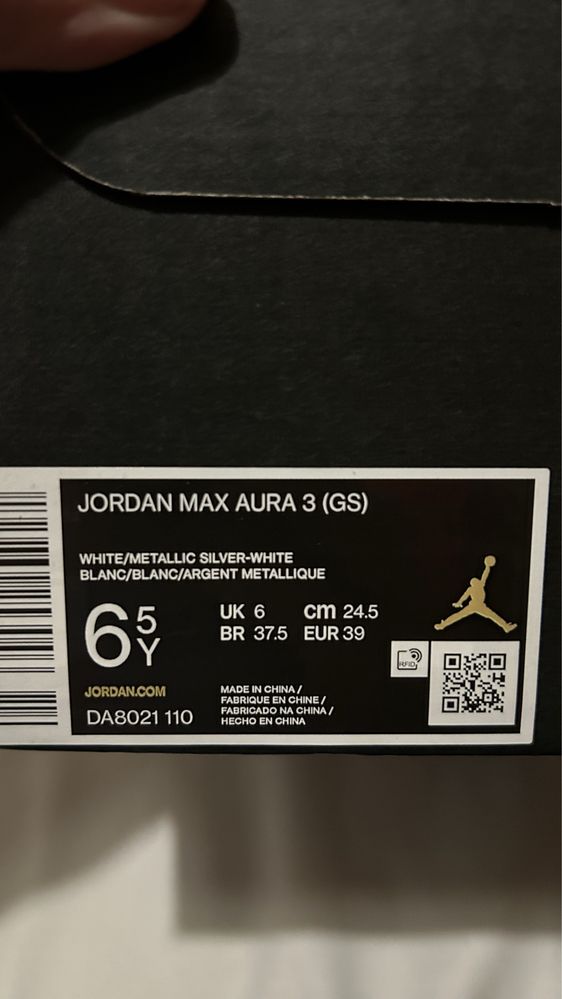 JORDAN MAX AURA 3 (GS)
WHITE/METALLIC SILVER-WHITE
BLANC/BLANC/ARGENT METALLIQUE
6 5 Y
UK 6 cm 24.5
BR 37.5 EUR 39
RFID
JORDAN.COM
DA8021 110
MADE IN CHINA /
FABRIQUE EN CHINE /
FABRICADO NA CHINA /
HECHO EN CHINA